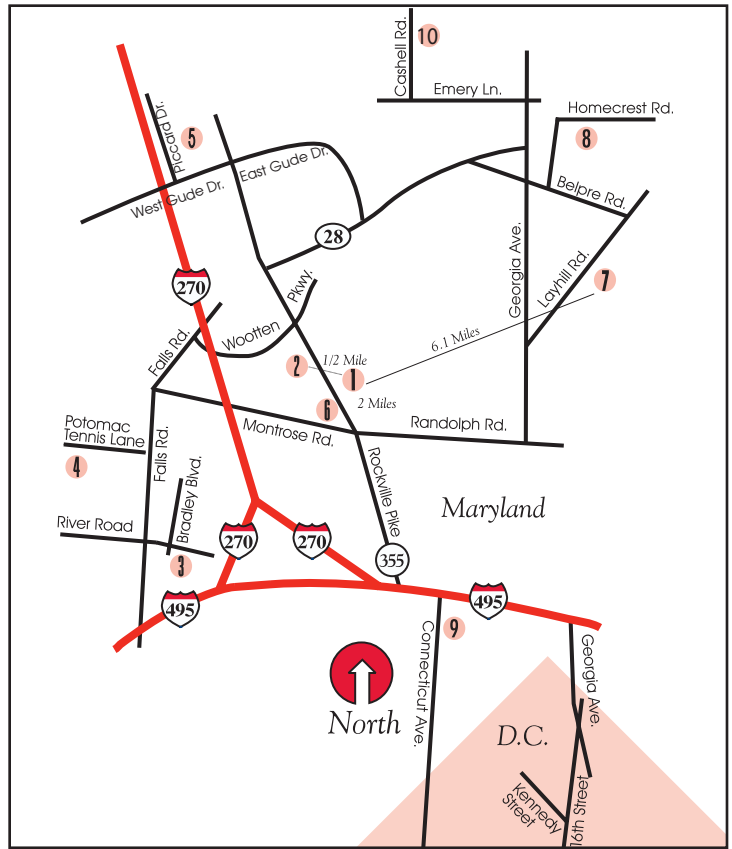 Cashell Rd.
10
Emery Ln.
Homecrest Rd.
8
Piccard Dr.
5
East Gude Dr.
West Gude Dr.
Belpre Rd.
28
Georgia Ave.
Layhill Rd.
7
270
Pkwy.
Wootten
Falls Rd.
6.1 Miles
2
1/2 Mile
1
6
2 Miles
Montrose Rd.
Randolph Rd.
Potomac
Tennis Lane
4
Falls Rd.
Bradley Blvd.
Rockville Pike
River Road
3
Maryland
270
270
355
495
495
Connecticut Ave.
9
Georgia Ave.
North
D.C.
Kennedy
Street
16th Street